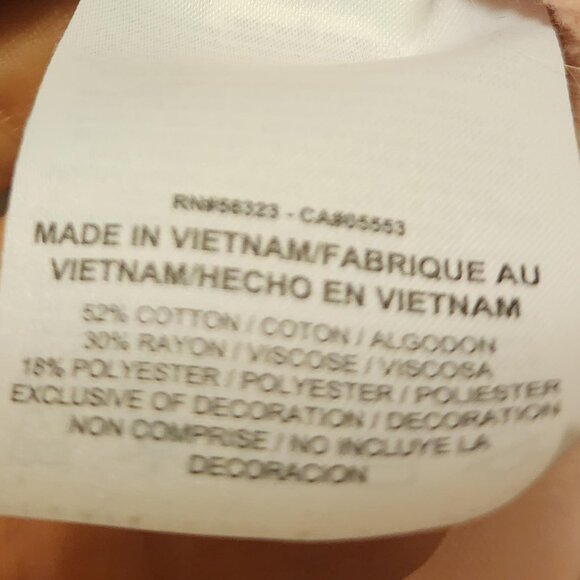 RN#56323 - CA#05553
MADE IN VIETNAM/FABRIQUE AU
VIETNAM/HECHO EN VIETNAM
52% COTTON / COTON / ALGODON
30% RAYON / VISCOSE / VISCOSA
18% POLYESTER / POLYESTER / POLIESTER
EXCLUSIVE OF DECORATION / DECORATION
NON COMPRISE / NO INCLUYE LA
DECORACION